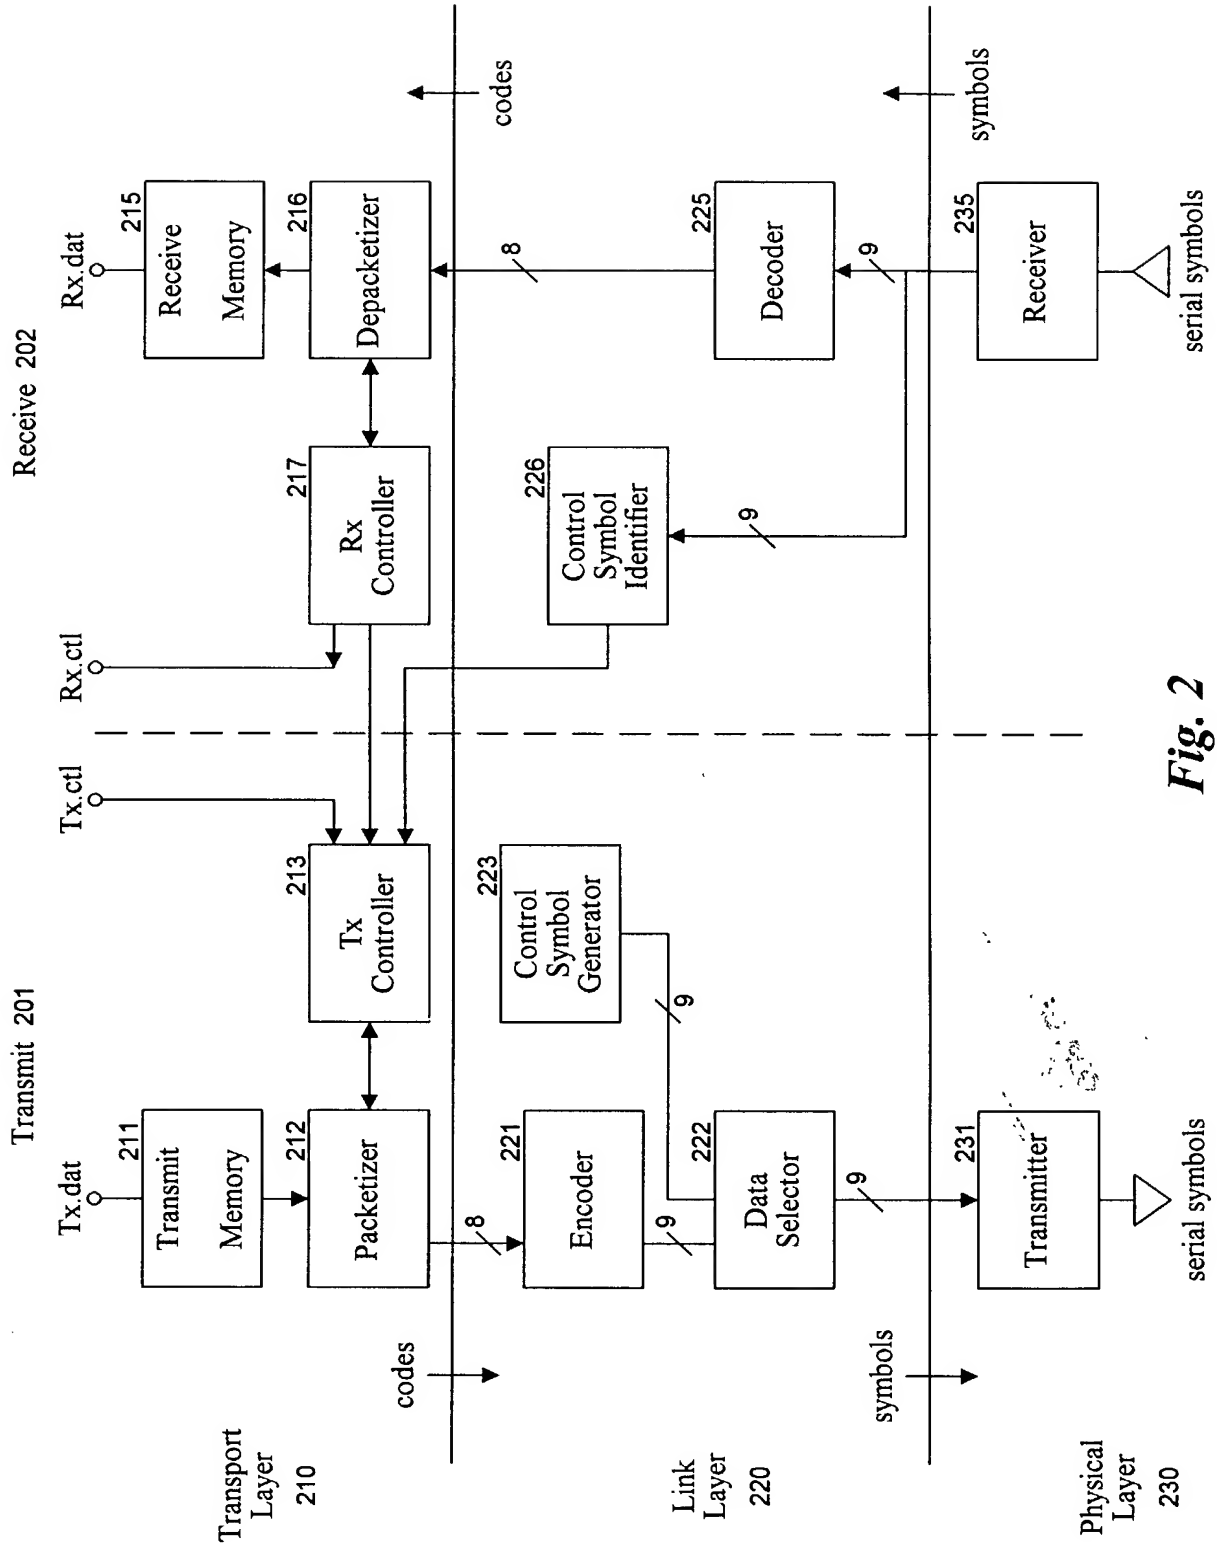 Transmit 201
Receive 202
Tx.dat
Tx.ctl
Rx.ctl
Rx.dat
Transport
Layer
210
211
Transmit
Memory
215
Receive
Memory
212
Packetizer
213
Tx
Controller
217
Rx
Controller
216
Depacketizer
codes
codes
8
8
Link
Layer
220
221
Encoder
223
Control
Symbol
Generator
226
Control
Symbol
Identifier
9
9
222
Data
Selector
225
Decoder
9
9
9
symbols
symbols
Physical
Layer
230
231
Transmitter
235
Receiver
serial symbols
serial symbols
Fig. 2